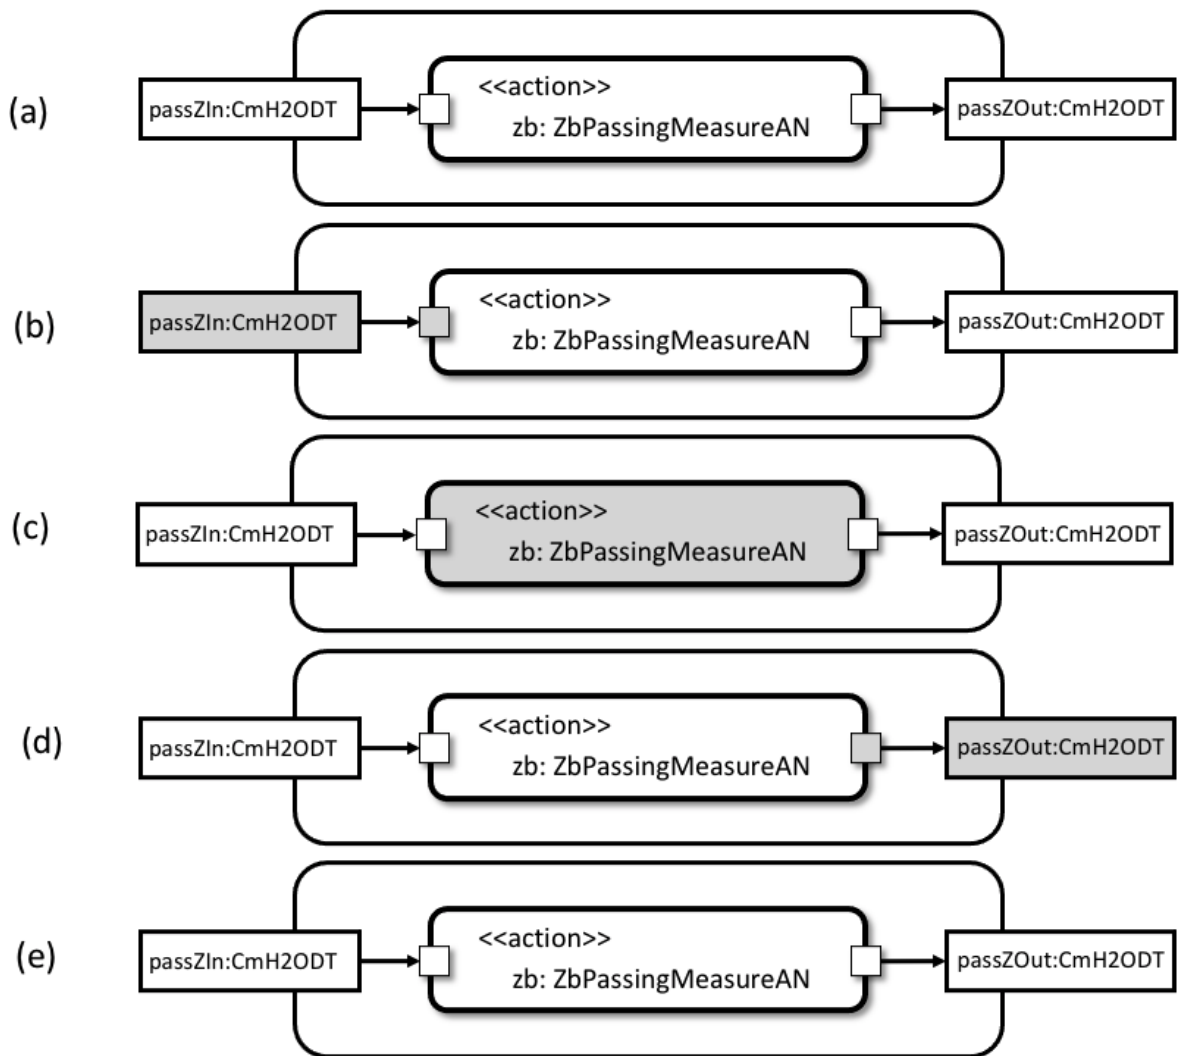 (a)
passZIn:CmH2ODT
<<action>>
zb: ZbPassingMeasureAN
passZOut:CmH2ODT
(b)
passZIn:CmH2ODT
<<action>>
zb: ZbPassingMeasureAN
passZOut:CmH2ODT
(c)
passZIn:CmH2ODT
<<action>>
zb: ZbPassingMeasureAN
passZOut:CmH2ODT
(d)
passZIn:CmH2ODT
<<action>>
zb: ZbPassingMeasureAN
passZOut:CmH2ODT
(e)
passZIn:CmH2ODT
<<action>>
zb: ZbPassingMeasureAN
passZOut:CmH2ODT